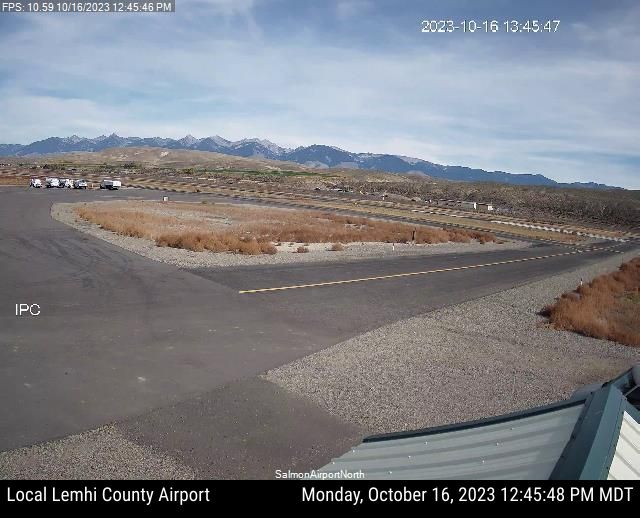 FPS: 10.59 10/16/2023 12:45:46 PM
2023-10-16 13:45:47
IPC
SalmonAirportNorth
Local Lemhi County Airport
Monday, October 16, 2023 12:45:48 PM MDT